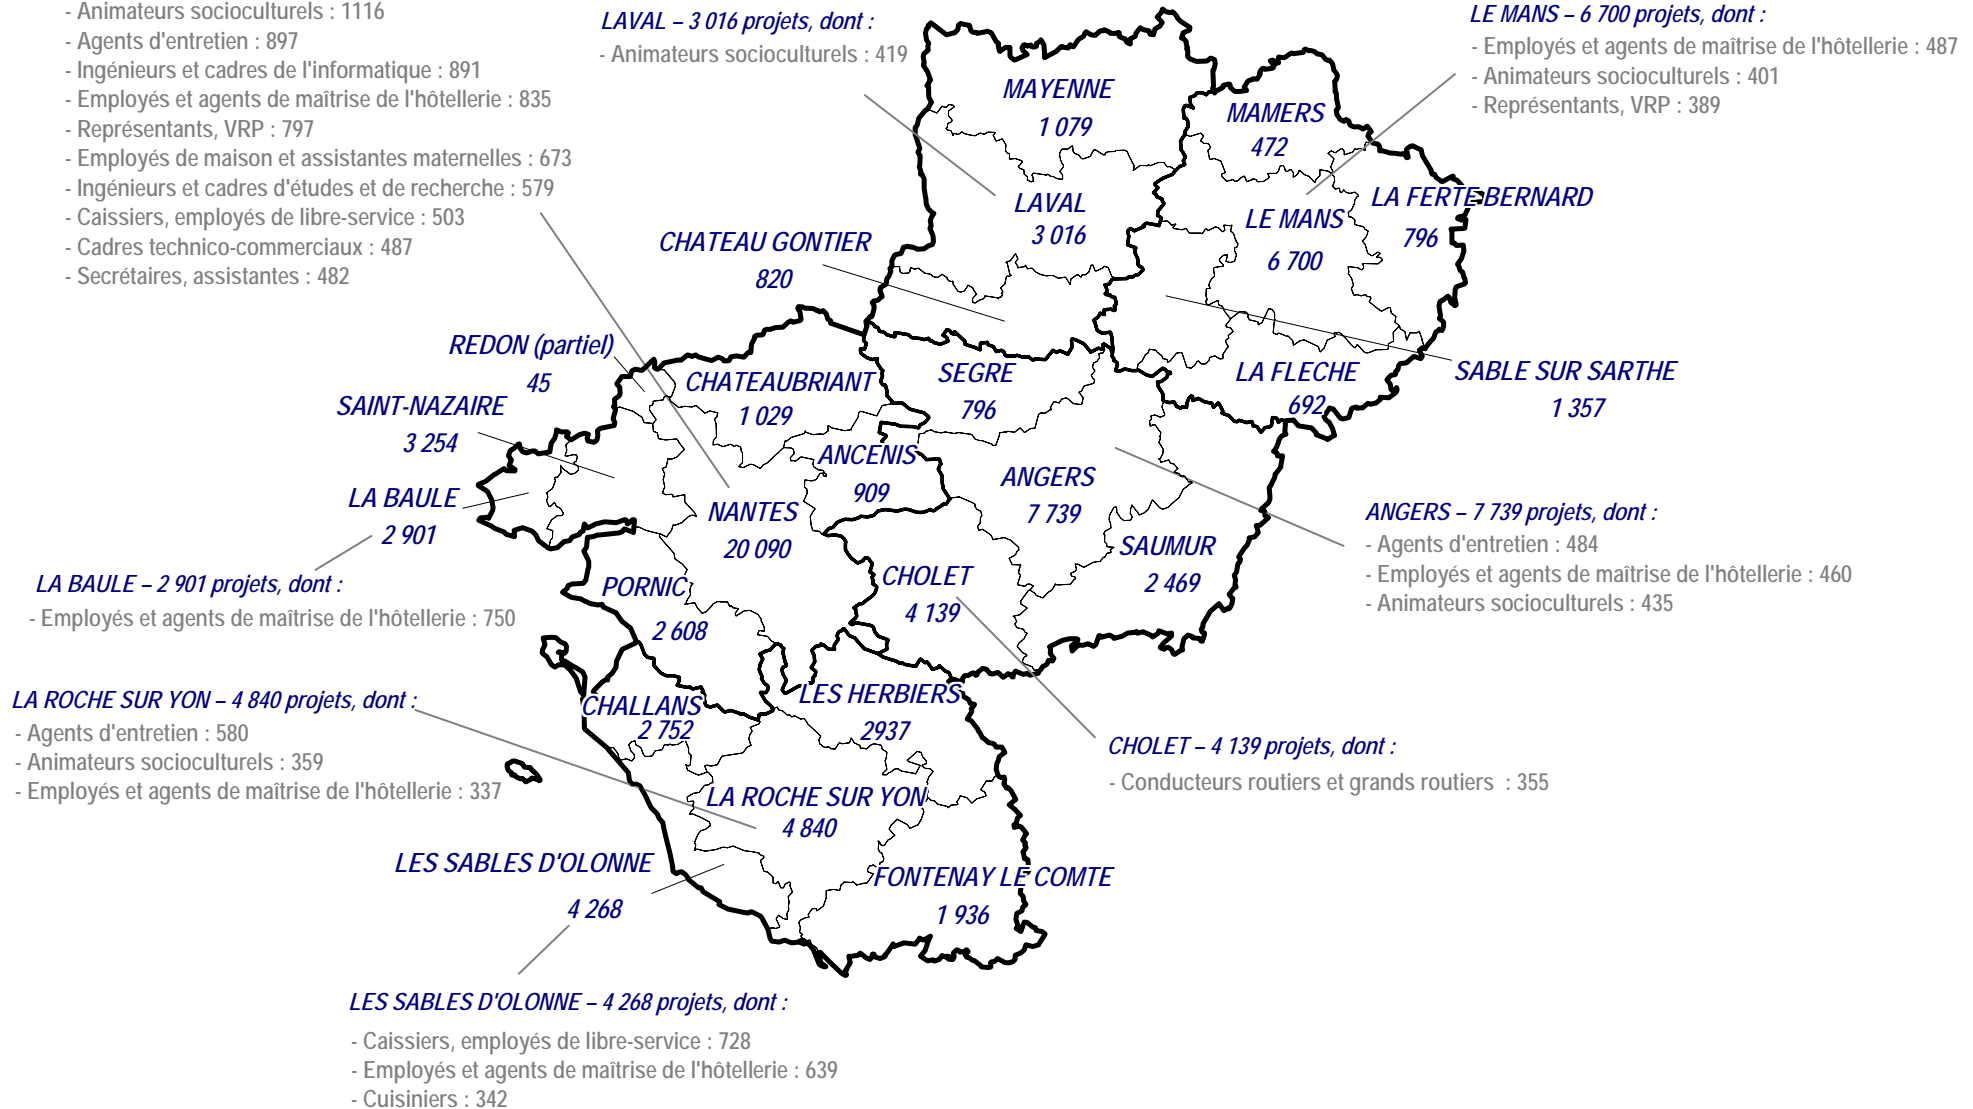 - Animateurs socioculturels : 1116
- Agents d'entretien : 897
- Ingénieurs et cadres de l'informatique : 891
- Employés et agents de maîtrise de l'hôtellerie : 835
- Représentants, VRP : 797
- Employés de maison et assistantes maternelles : 673
- Ingénieurs et cadres d'études et de recherche : 579
- Caissiers, employés de libre-service : 503
- Cadres technico-commerciaux : 487
- Secrétaires, assistantes : 482
LAVAL – 3 016 projets, dont :
- Animateurs socioculturels : 419
LE MANS – 6 700 projets, dont :
- Employés et agents de maîtrise de l'hôtellerie : 487
- Animateurs socioculturels : 401
- Représentants, VRP : 389
MAYENNE
1 079
MAMERS
472
LA FERTE BERNARD
796
LAVAL
3 016
LE MANS
6 700
CHATEAU GONTIER
820
REDON (partiel)
45
CHATEAUBRIANT
1 029
SEGRE
796
LA FLECHE
692
SABLE SUR SARTHE
1 357
SAINT-NAZAIRE
3 254
ANCENIS
909
ANGERS
7 739
LA BAULE
2 901
NANTES
20 090
SAUMUR
2 469
ANGERS – 7 739 projets, dont :
- Agents d'entretien : 484
- Employés et agents de maîtrise de l'hôtellerie : 460
- Animateurs socioculturels : 435
LA BAULE – 2 901 projets, dont :
- Employés et agents de maîtrise de l'hôtellerie : 750
PORNIC
2 608
CHOLET
4 139
LA ROCHE SUR YON – 4 840 projets, dont :
- Agents d'entretien : 580
- Animateurs socioculturels : 359
- Employés et agents de maîtrise de l'hôtellerie : 337
CHALLANS
2 752
LES HERBIERS
2937
CHOLET – 4 139 projets, dont :
- Conducteurs routiers et grands routiers : 355
LA ROCHE SUR YON
4 840
LES SABLES D'OLONNE
4 268
FONTENAY LE COMTE
1 936
LES SABLES D'OLONNE – 4 268 projets, dont :
- Caissiers, employés de libre-service : 728
- Employés et agents de maîtrise de l'hôtellerie : 639
- Cuisiniers : 342